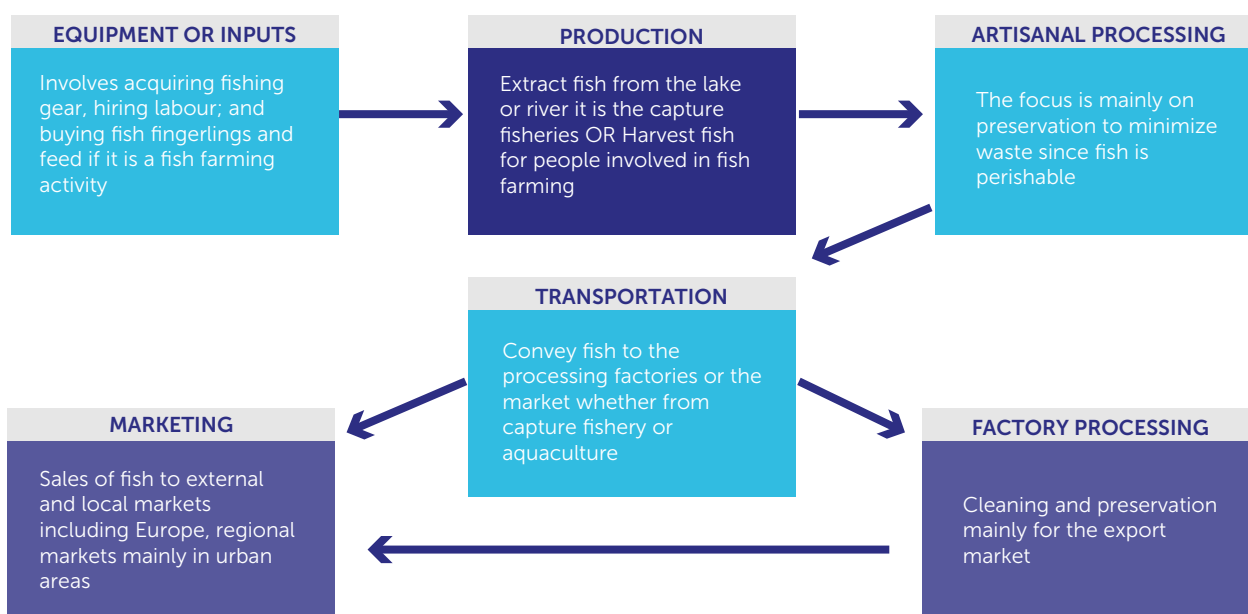 EQUIPMENT OR INPUTS
Involves acquiring fishing
gear, hiring labour; and
buying fish fingerlings and
feed if it is a fish farming
activity
PRODUCTION
Extract fish from the lake
or river it is the capture
fisheries OR Harvest fish
for people involved in fish
farming
ARTISANAL PROCESSING
The focus is mainly on
preservation to minimize
waste since fish is
perishable
TRANSPORTATION
Convey fish to the
processing factories or the
market whether from
capture fishery or
aquaculture
MARKETING
Sales of fish to external
and local markets
including Europe, regional
markets mainly in urban
areas
FACTORY PROCESSING
Cleaning and preservation
mainly for the export
market